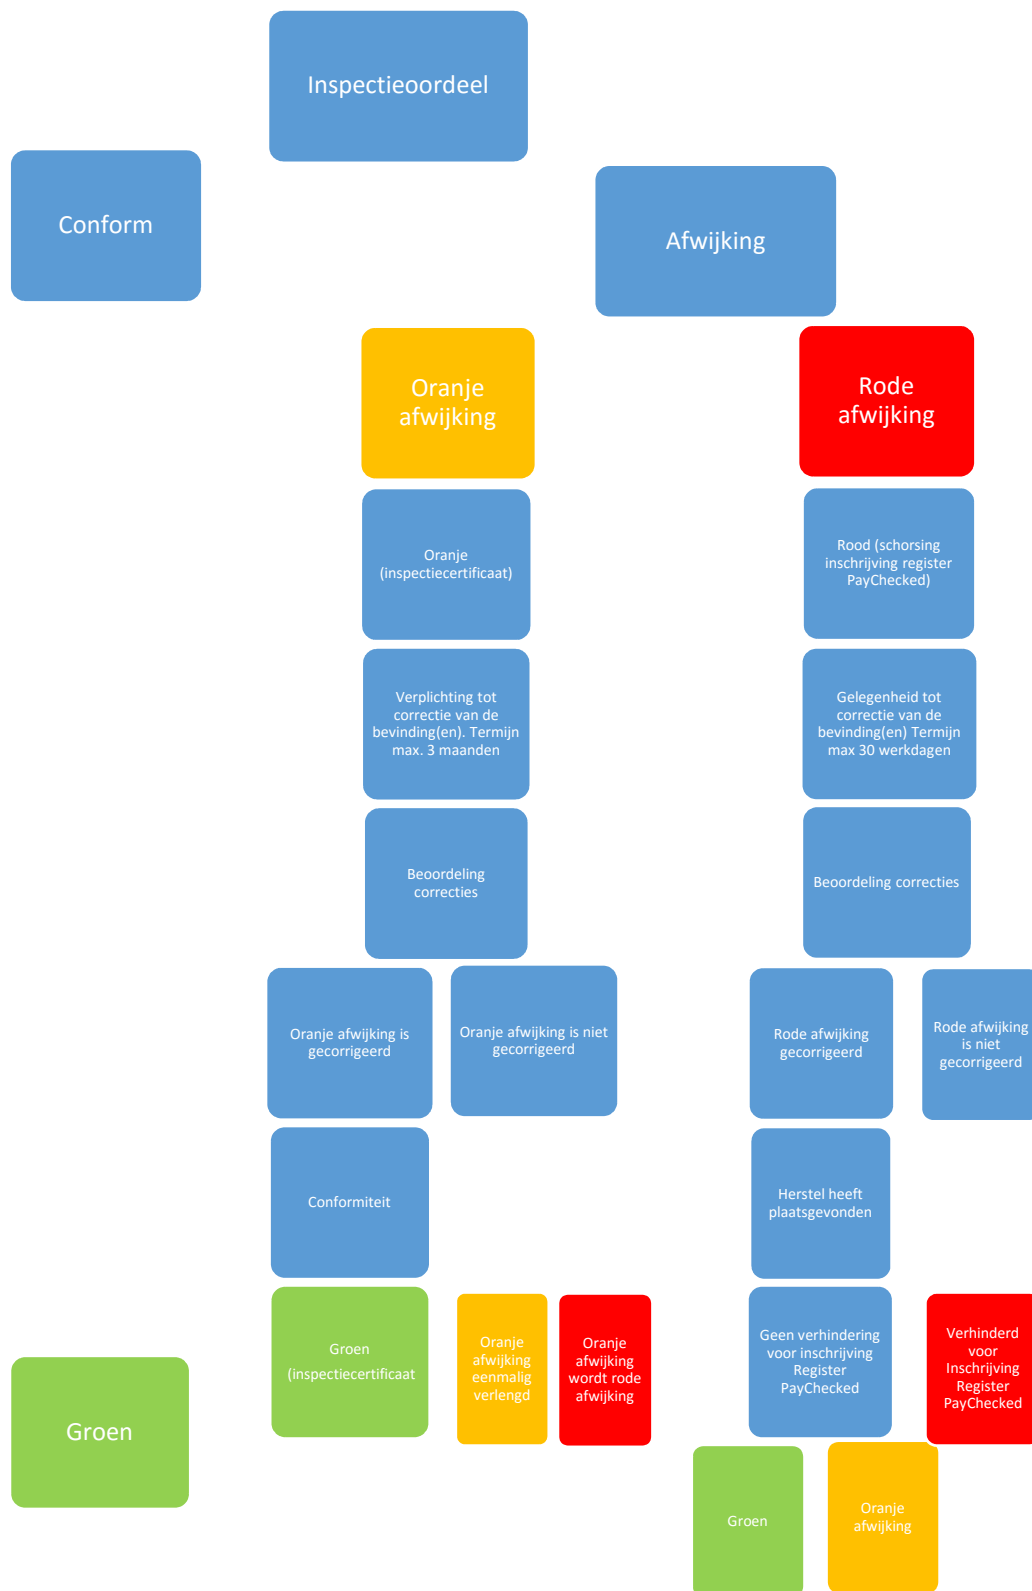 Inspectieoordeel
Conform
Afwijking
Oranje
afwijking
Rode
afwijking
Oranje
(inspectiecertificaat)
Rood (schorsing
inschrijving register
PayChecked)
Verplichting tot
correctie van de
bevinding(en). Termijn
max. 3 maanden
Gelegenheid tot
correctie van de
bevinding(en) Termijn
max 30 werkdagen
Beoordeling
correcties
Beoordeling correcties
Oranje afwijking is
gecorrigeerd
Oranje afwijking is niet
gecorrigeerd
Rode afwijking
gecorrigeerd
Rode afwijking
is niet
gecorrigeerd
Conformiteit
Herstel heeft
plaatsgevonden
Groen
(inspectiecertificaat
Oranje
afwijking
eenmalig
verlengd
Oranje
afwijking
wordt rode
afwijking
Geen verhindering
voor inschrijving
Register
PayChecked
Verhinderd
voor
Inschrijving
Register
PayChecked
Groen
Groen
Oranje
afwijking